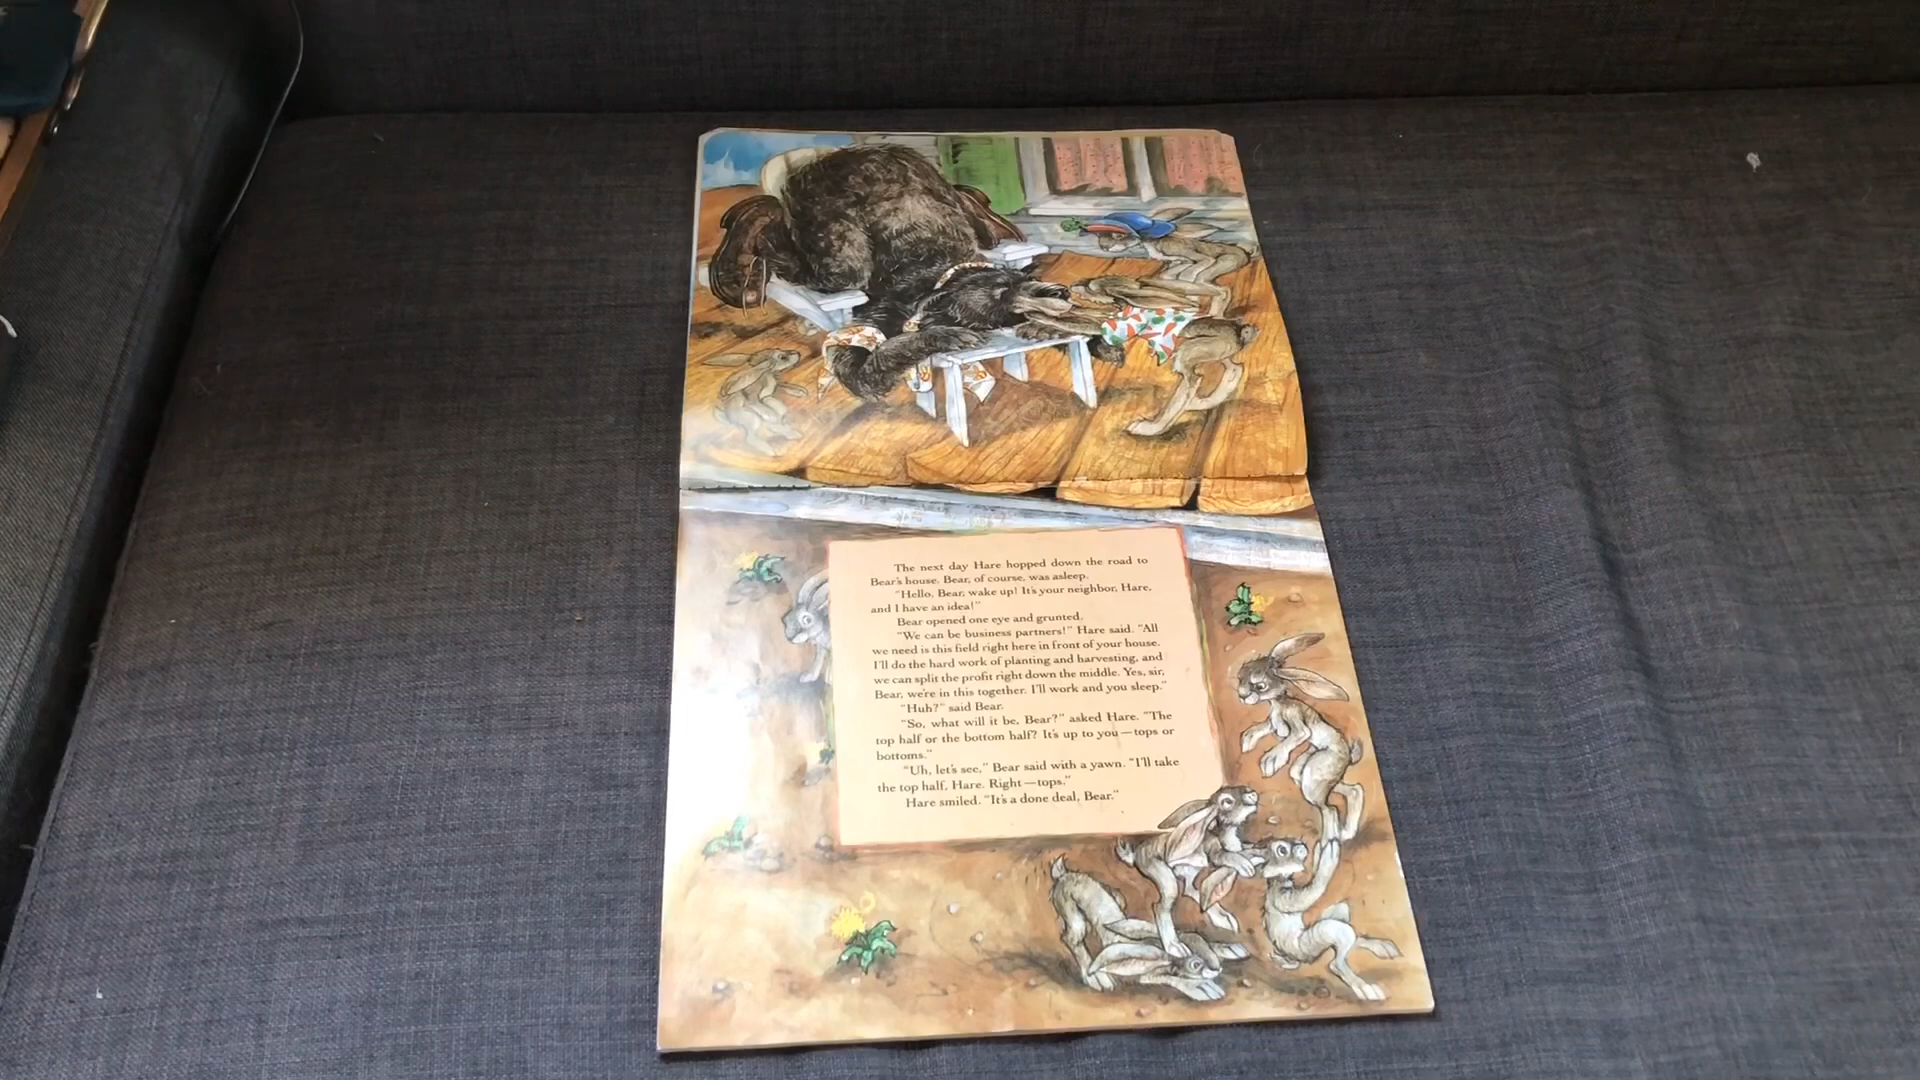 The next day Hare hopped down the road to
Bear's house. Bear, of course, was asleep.
"Hello, Bear, wake up! It's your neighbor, Hare,
and I have an idea!"
Bear opened one eye and grunted.
"We can be business partners!" Hare said. "All
we need is this field right here in front of your house.
I'll do the hard work of planting and harvesting, and
we can split the profit right down the middle. Yes, sir,
Bear, we're in this together. I'll work and you sleep."
"Huh?" said Bear.
"So, what will it be, Bear?" asked Hare. "The
top half or the bottom half? It's up to you—tops or
bottoms."
"Uh, let's see," Bear said with a yawn. "I'll take
the top half, Hare. Right—tops."
Hare smiled. "It's a done deal, Bear."